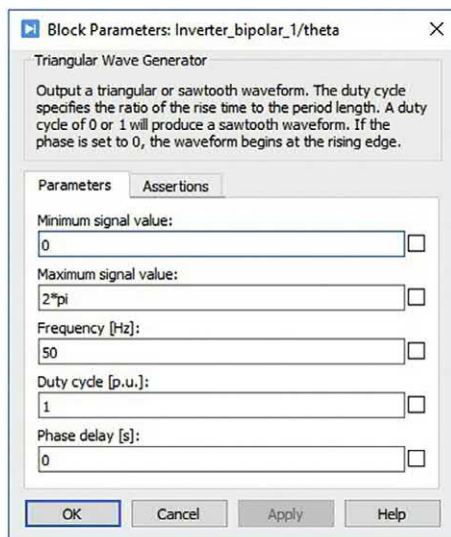 Block Parameters: Inverter_bipolar_1/theta
Triangular Wave Generator
Output a triangular or sawtooth waveform. The duty cycle
specifies the ratio of the rise time to the period length. A duty
cycle of 0 or 1 will produce a sawtooth waveform. If the
phase is set to 0, the waveform begins at the rising edge.
Parameters Assertions
Minimum signal value:
0
Maximum signal value:
2*pi
Frequency [Hz]:
50
Duty cycle [p.u.]:
1
Phase delay [s]:
0
OK Cancel Apply Help